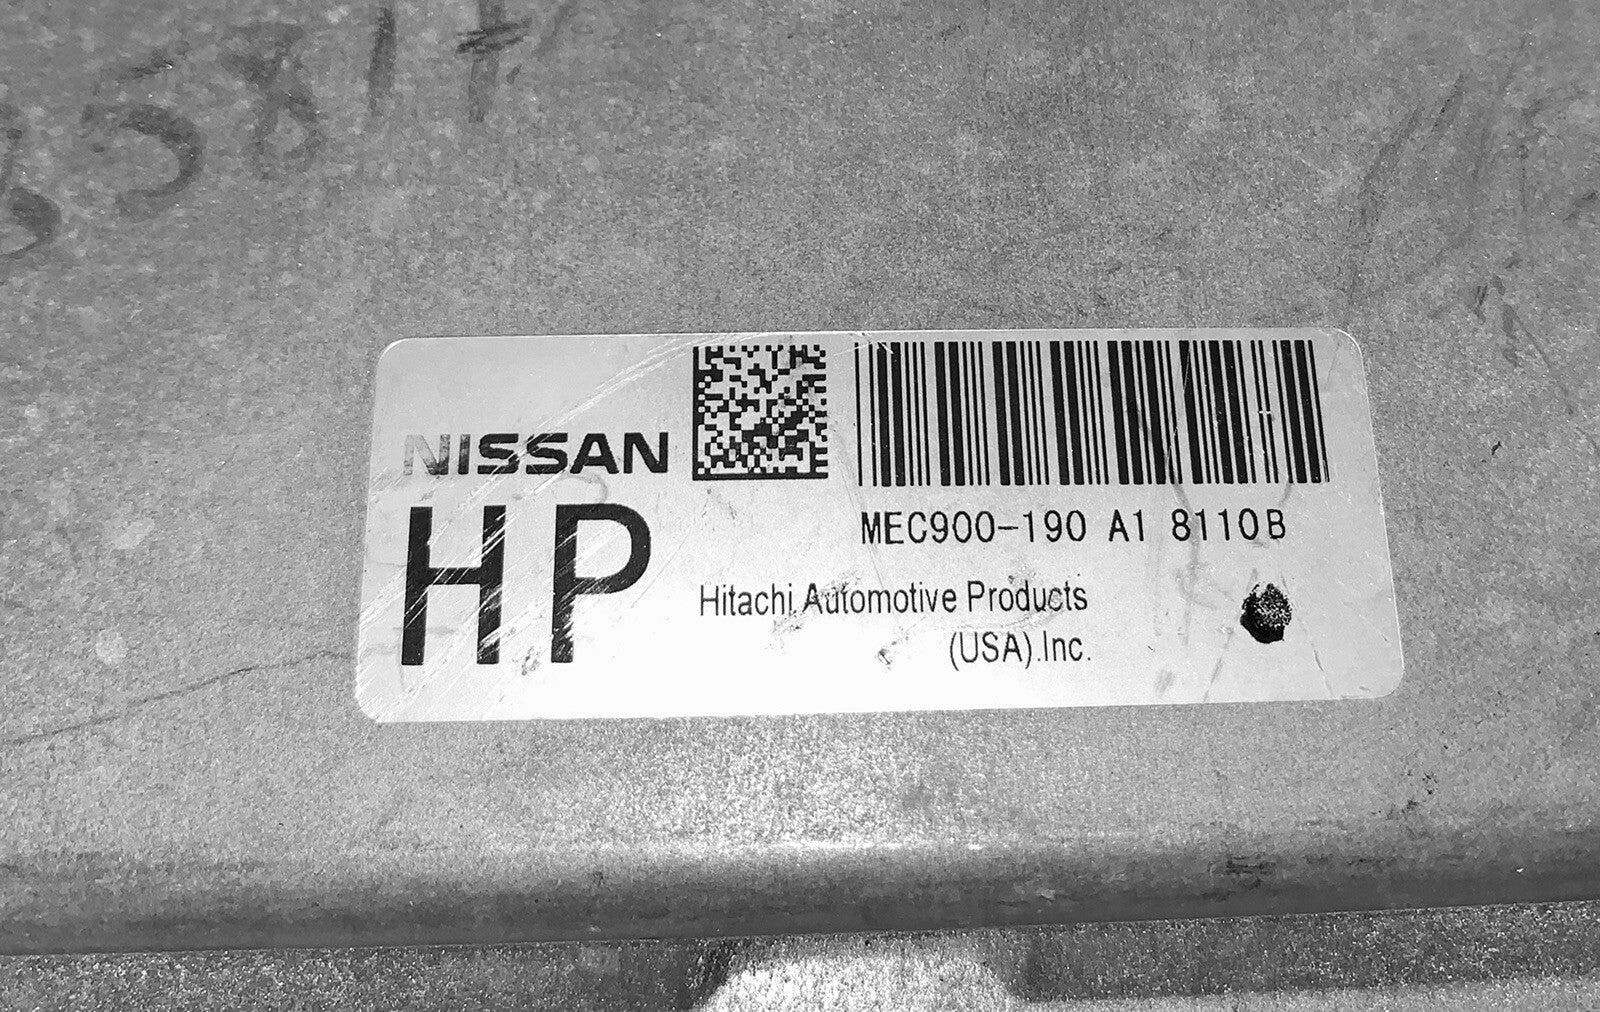 NISSAN
HP
MEC900-190 A1 8110B
Hitachi Automotive Products
(USA).Inc.